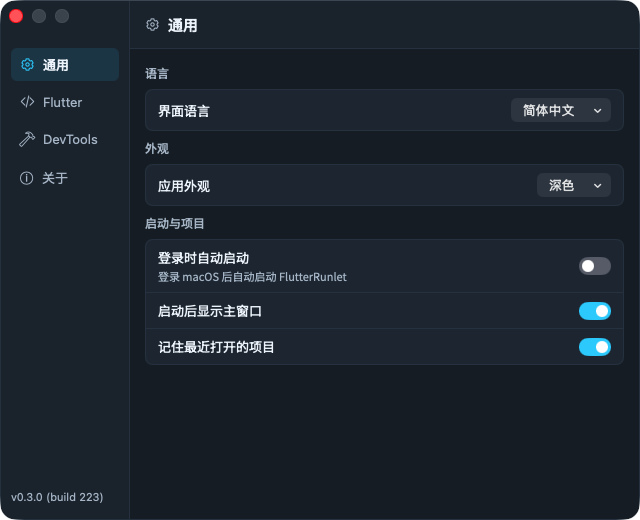 通用
通用
Flutter
DevTools
关于
语言
界面语言
简体中文
外观
应用外观
深色
启动与项目
登录时自动启动
登录 macOS 后自动启动 FlutterRunlet
启动后显示主窗口
记住最近打开的项目
v0.3.0 (build 223)